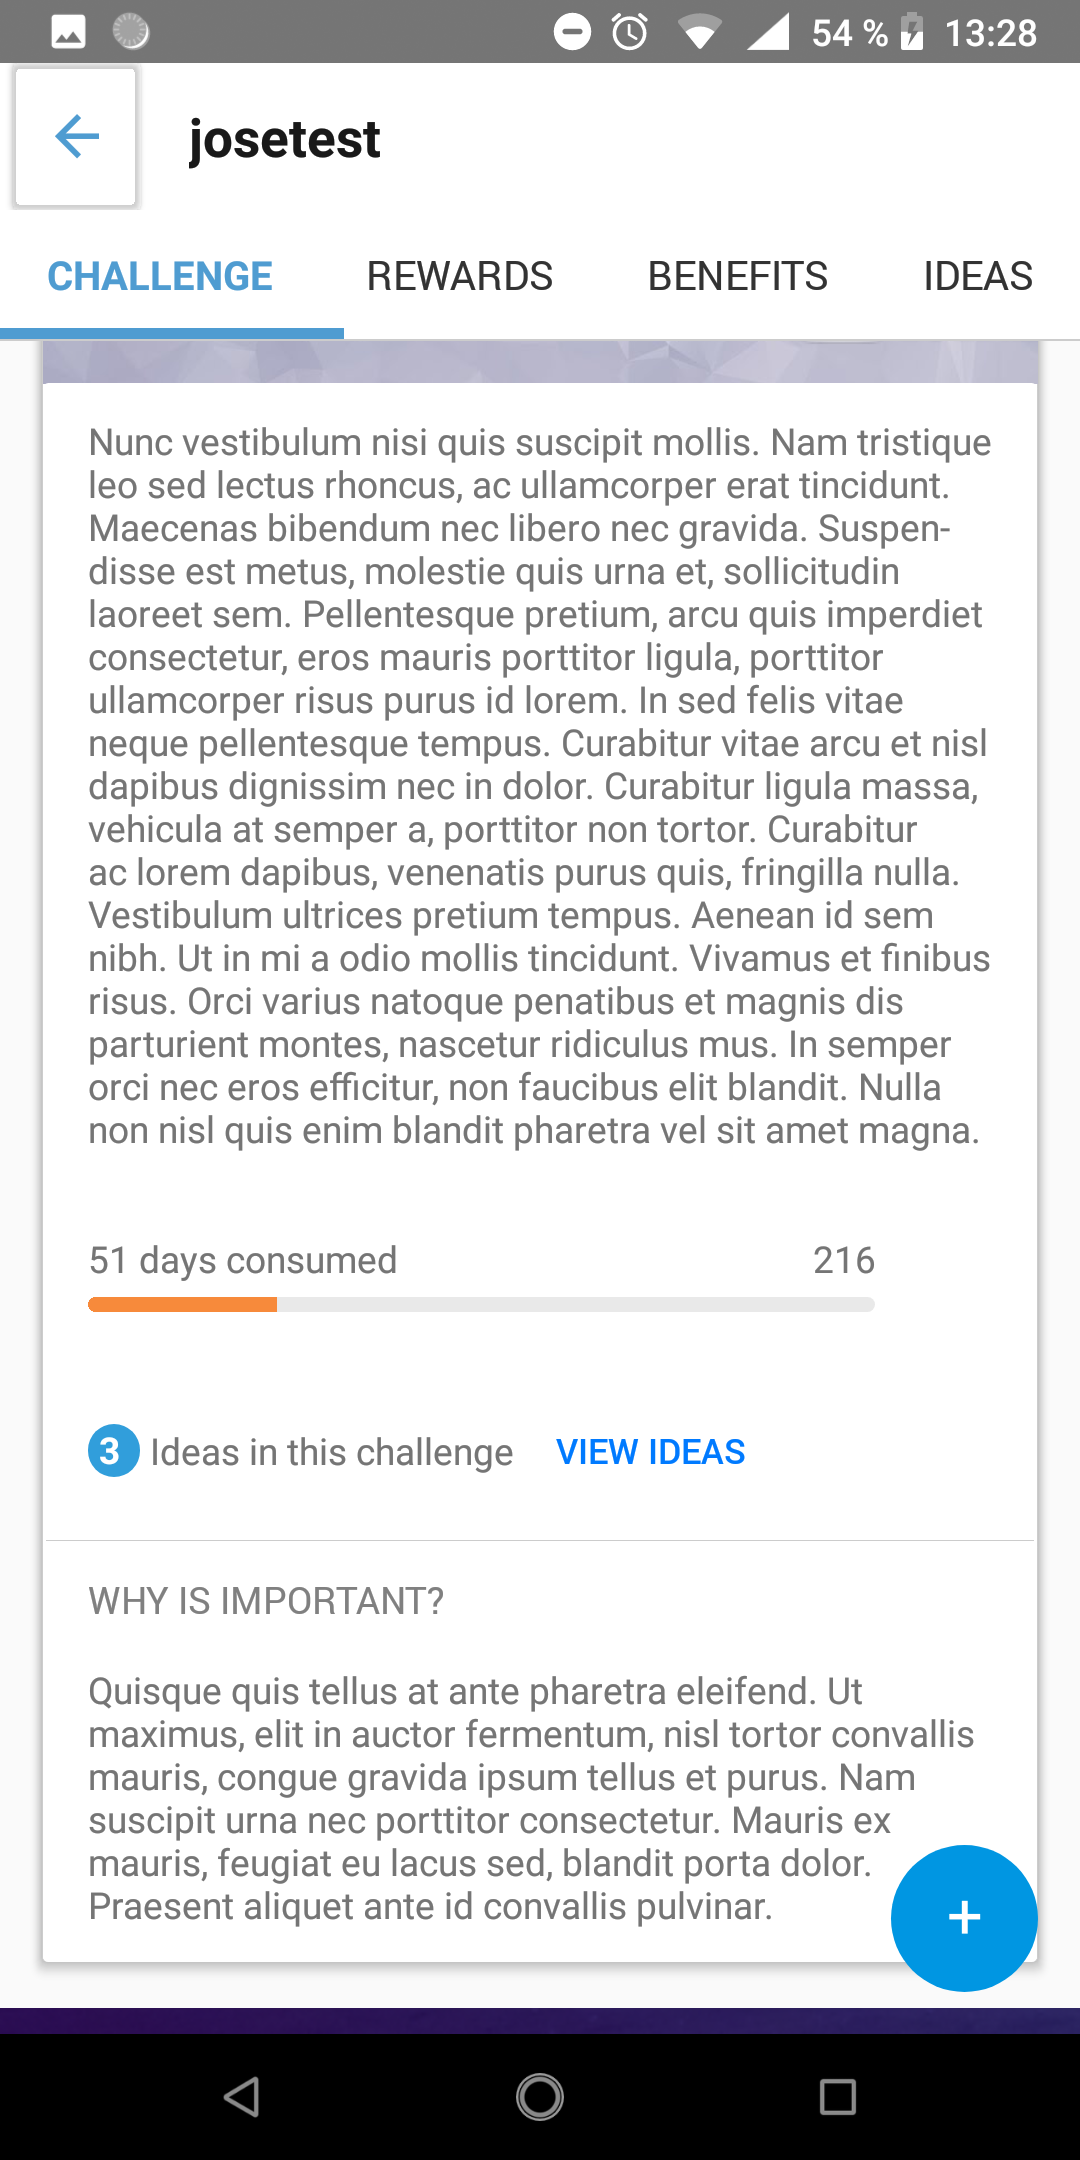 54 % 13:28
josetest
CHALLENGE REWARDS BENEFITS IDEAS
Nunc vestibulum nisi quis suscipit mollis. Nam tristique
leo sed lectus rhoncus, ac ullamcorper erat tincidunt.
Maecenas bibendum nec libero nec gravida. Suspen-
disse est metus, molestie quis urna et, sollicitudin
laoreet sem. Pellentesque pretium, arcu quis imperdiet
consectetur, eros mauris porttitor ligula, porttitor
ullamcorper risus purus id lorem. In sed felis vitae
neque pellentesque tempus. Curabitur vitae arcu et nisl
dapibus dignissim nec in dolor. Curabitur ligula massa,
vehicula at semper a, porttitor non tortor. Curabitur
ac lorem dapibus, venenatis purus quis, fringilla nulla.
Vestibulum ultrices pretium tempus. Aenean id sem
nibh. Ut in mi a odio mollis tincidunt. Vivamus et finibus
risus. Orci varius natoque penatibus et magnis dis
parturient montes, nascetur ridiculus mus. In semper
orci nec eros efficitur, non faucibus elit blandit. Nulla
non nisl quis enim blandit pharetra vel sit amet magna.
51 days consumed 216
3 Ideas in this challenge VIEW IDEAS
WHY IS IMPORTANT?
Quisque quis tellus at ante pharetra eleifend. Ut
maximus, elit in auctor fermentum, nisl tortor convallis
mauris, congue gravida ipsum tellus et purus. Nam
suscipit urna nec porttitor consectetur. Mauris ex
mauris, feugiat eu lacus sed, blandit porta dolor.
Praesent aliquet ante id convallis pulvinar.
+